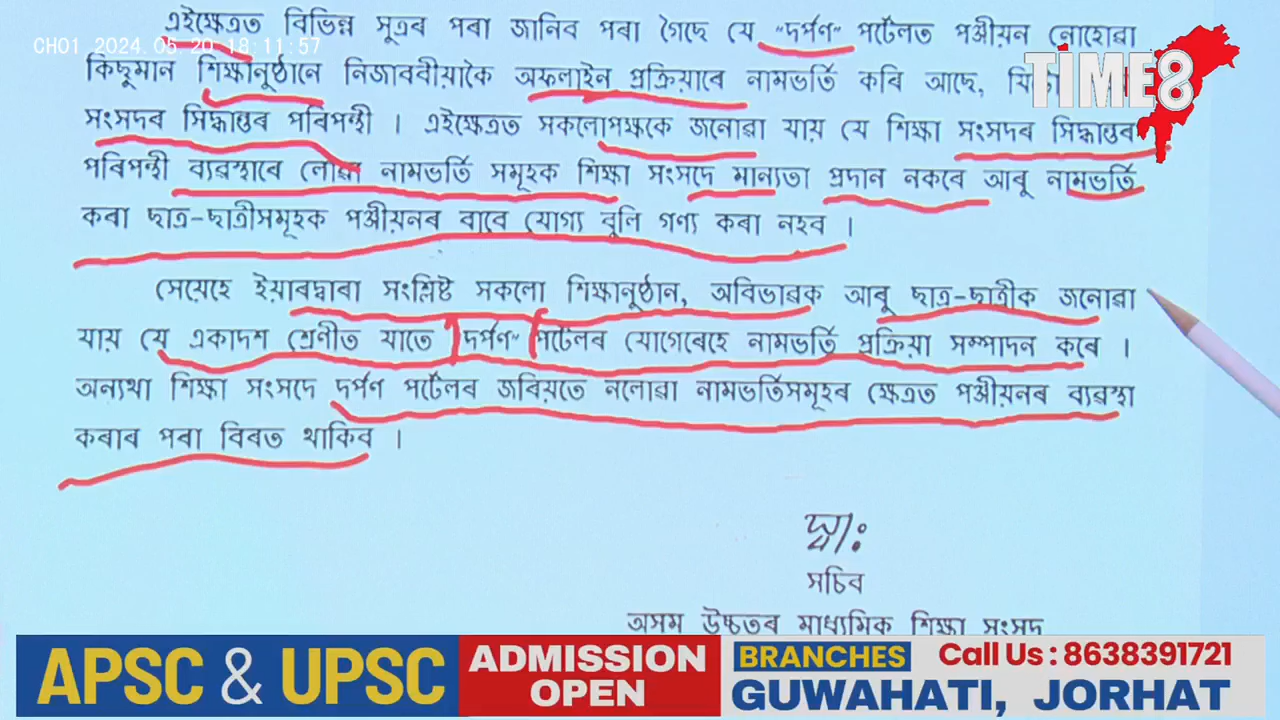 এইক্ষেত্ৰত বিভিন্ন সূত্ৰৰ পৰা জানিব পৰা গৈছে যে "দৰ্পণ" পৰ্টেলত পঞ্জীয়ন নোহোৱা
CH01 2024.05.20 18:11:57
কিছুমান শিক্ষানুষ্ঠানে নিজাববীয়াকৈ অফলাইন প্ৰক্ৰিয়াৰে নামভৰ্তি কৰি আছে,
TIME8
সংসদৰ সিদ্ধান্তৰ পৰিপন্থী । এইক্ষেত্ৰত সকলোপক্ষকে জনোৱা যায় যে শিক্ষা সংসদৰ সিদ্ধান্তৰ
পৰিপন্থী ব্যৱস্থাৰে লোৱা নামভৰ্তি সমূহক শিক্ষা সংসদে মান্যতা প্ৰদান নকৰে আৰু নামভৰ্তি
কৰা ছাত্ৰ-ছাত্ৰীসমূহক পঞ্জীয়নৰ বাবে যোগ্য বুলি গণ্য কৰা নহব ।
সেয়েহে ইয়াৰদ্বাৰা সংশ্লিষ্ট সকলো শিক্ষানুষ্ঠান, অবিভাৱক আৰু ছাত্ৰ-ছাত্ৰীক জনোৱা
যায় যে একাদশ শ্ৰেণীত যাতে "দৰ্পণ" পৰ্টেলৰ যোগেৰেহে নামভৰ্তি প্ৰক্ৰিয়া সম্পাদন কৰে ।
অন্যথা শিক্ষা সংসদে দৰ্পণ পৰ্টেলৰ জৰিয়তে নলোৱা নামভৰ্তিসমূহৰ ক্ষেত্ৰত পঞ্জীয়নৰ ব্যৱস্থা
কৰাৰ পৰা বিৰত থাকিব ।
স্বা:
সচিব
অসম উচ্চতৰ মাধ্যমিক শিক্ষা সংসদ
APSC & UPSC
ADMISSION OPEN
BRANCHES
GUWAHATI, JORHAT
Call Us : 8638391721